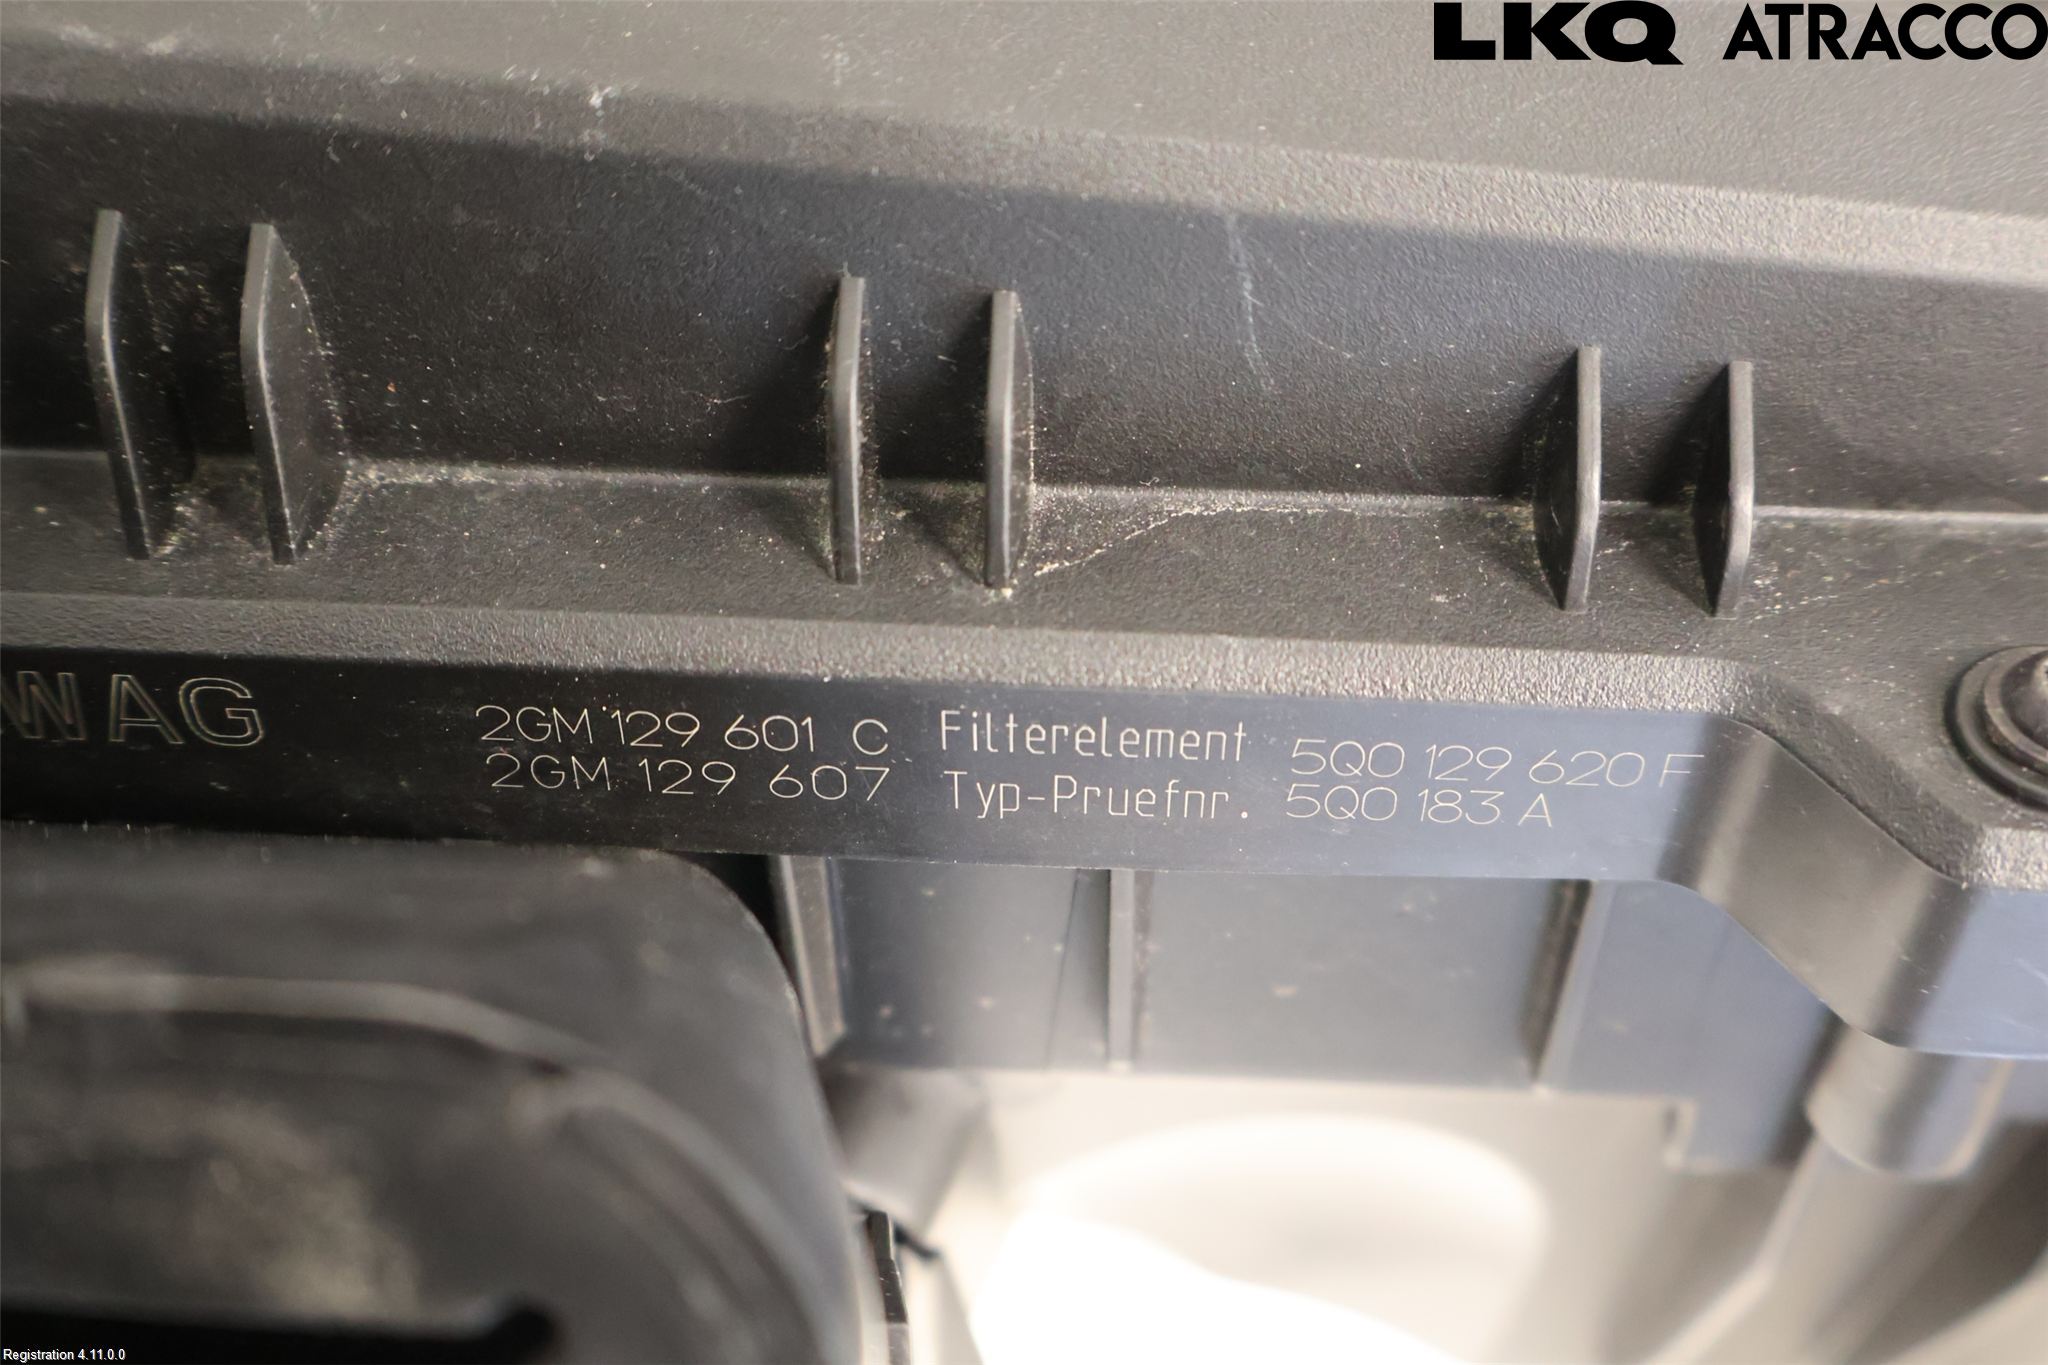 LKQ ATRACCO
WAG
2GM 129 601 C Filterelement 5Q0 129 620 F
2GM 129 607 Typ-Pruefnr. 5Q0 183 A
Registration 4.11.0.0